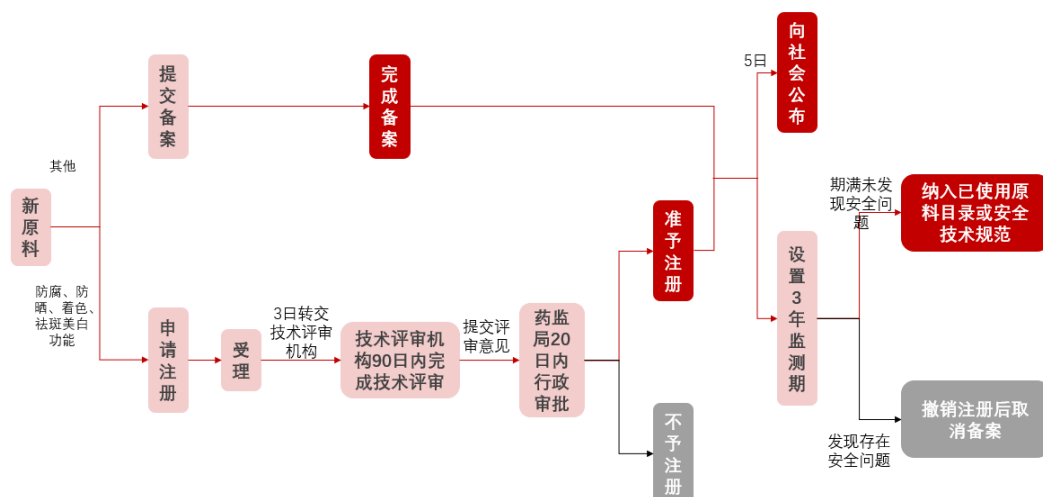 新
原
料
其他
防腐、防
晒、着色、
祛斑美白
功能
提
交
备
案
完
成
备
案
申
请
注
册
受
理
3日转交
技术评审
机构
技术评审机
构90日内完
成技术评审
提交评
审意见
药监
局20
日内
行政
审批
准
予
注
册
不
予
注
册
5日
向
社
会
公
布
设
置
3
年
监
测
期
期满未发
现安全问
题
纳入已使用原
料目录或安全
技术规范
发现存在
安全问题
撤销注册后取
消备案